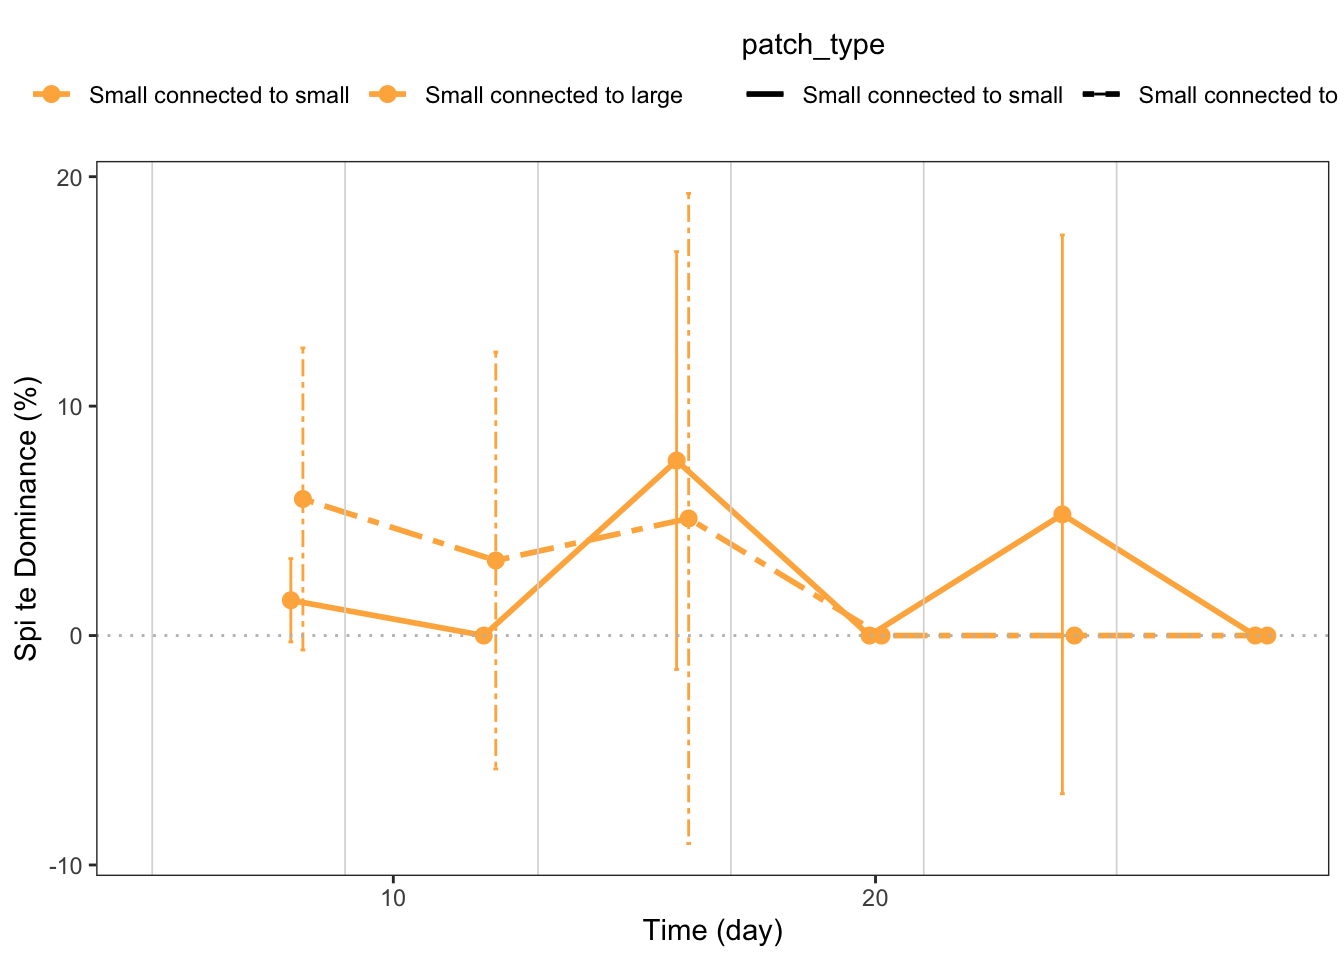 patch_type
Small connected to small Small connected to large Small connected to small Small connected to
20
10
0
-10
Spi te Dominance (%)
10 20
Time (day)